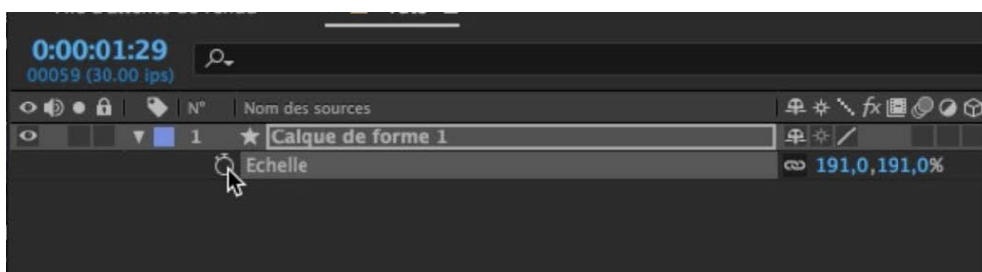 0:00:01:29
00059 (30.00 ips)
N° Nom des sources fx
1 Calque de forme 1
Echelle 191,0,191,0%